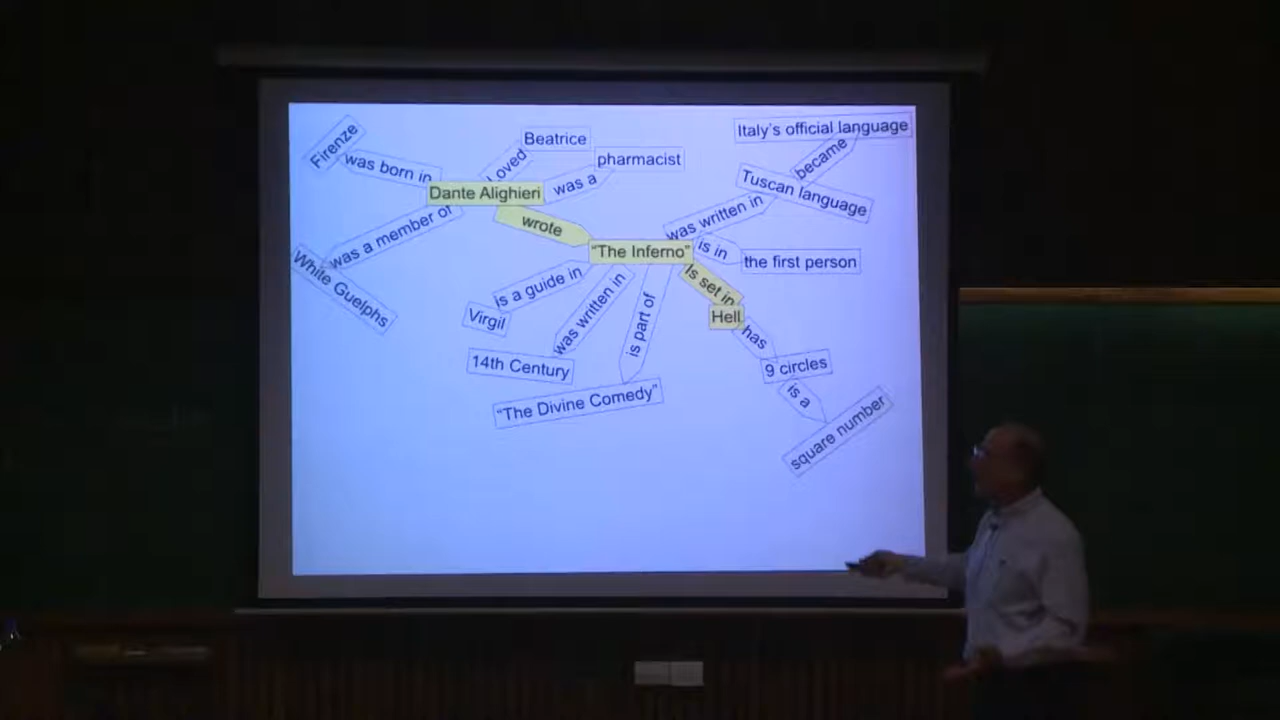 Firenze
was born in
Loved
Beatrice
was a
pharmacist
Dante Alighieri
was a member of
White Guelphs
wrote
"The Inferno"
was written in
Tuscan language
became
Italy's official language
is in
the first person
Is set in
Hell
has
9 circles
is a
square number
is a guide in
Virgil
was written in
14th Century
is part of
"The Divine Comedy"